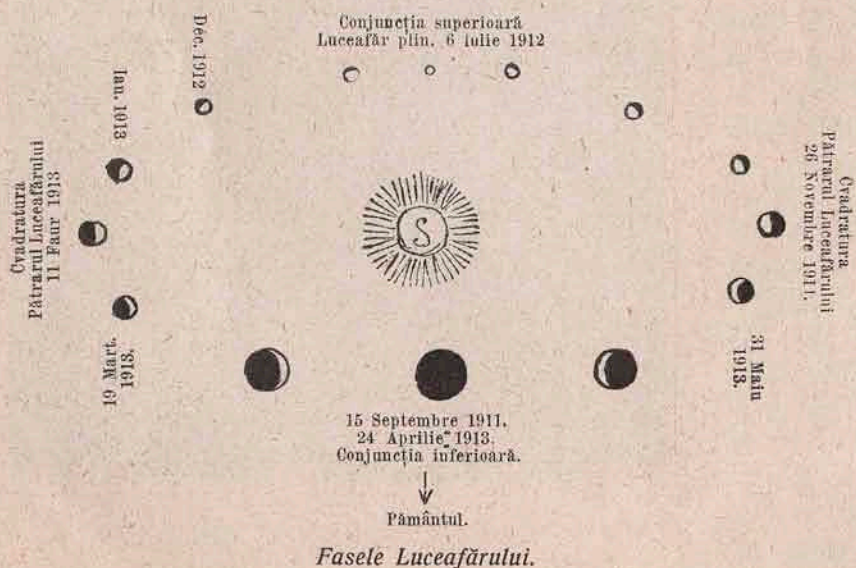 Conjuncția superioară
Luceafăr plin. 6 iulie 1912
Dec. 1912
Ian. 1013
Cvadratura
Pătrarul Luceafărului
11 Faur 1913
19 Mart.
1913.
S
Cvadratura
Pătrarul Luceafărului
26 Novembre 1911.
31 Maiu
1913.
15 Septembre 1911.
24 Aprilie 1913.
Conjuncția inferioară.
Pământul.
Fasele Luceafărului.